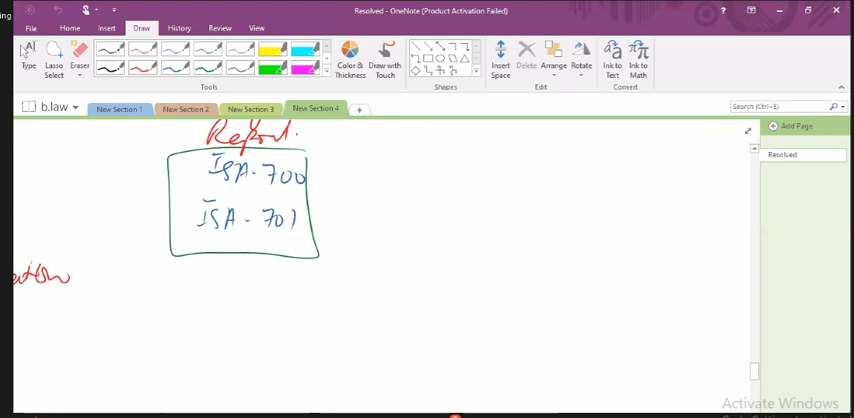 ing
Resolved - OneNote (Product Activation Failed)
File Home Insert Draw History Review View
Type Lasso Select Eraser Color & Thickness Draw with Touch Insert Space Delete Arrange Rotate Ink to Text Ink to Math
Tools Shapes Edit Convert
b.law New Section 1 New Section 2 New Section 3 New Section 4 Search (Ctrl+E)
Add Page
Resolved
Report.
ISA - 700
ISA - 701
Activate Windows